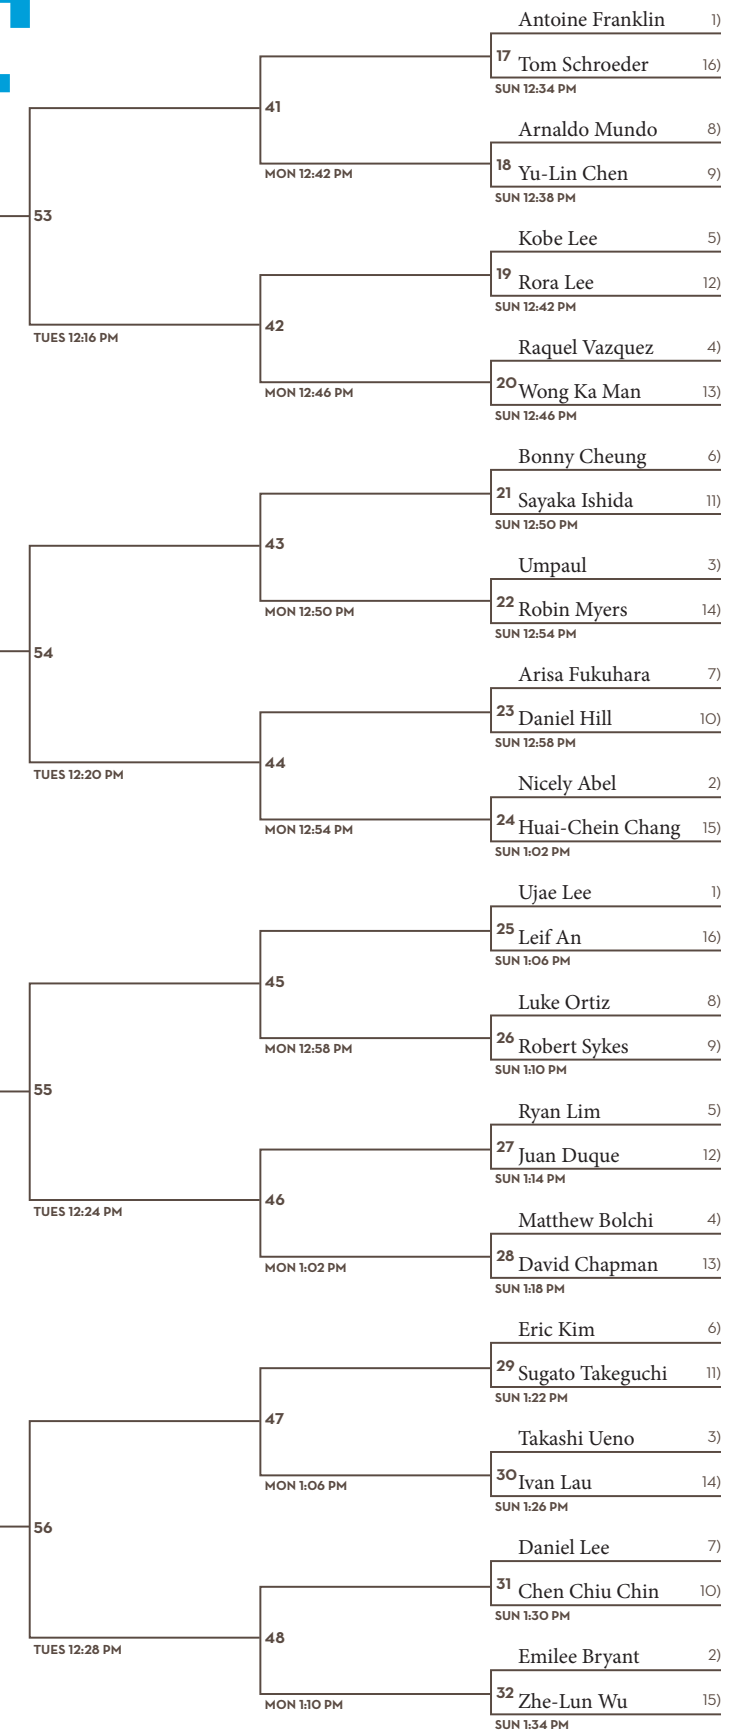 Antoine Franklin 1)
17 Tom Schroeder 16)
SUN 12:34 PM
41
Arnaldo Mundo 8)
18 Yu-Lin Chen 9)
SUN 12:38 PM
MON 12:42 PM
53
Kobe Lee 5)
19 Rora Lee 12)
SUN 12:42 PM
42
TUES 12:16 PM
Raquel Vazquez 4)
20 Wong Ka Man 13)
SUN 12:46 PM
MON 12:46 PM
Bonny Cheung 6)
21 Sayaka Ishida 11)
SUN 12:50 PM
43
Umpaul 3)
22 Robin Myers 14)
SUN 12:54 PM
MON 12:50 PM
54
Arisa Fukuhara 7)
23 Daniel Hill 10)
SUN 12:58 PM
44
TUES 12:20 PM
Nicely Abel 2)
24 Huai-Chein Chang 15)
SUN 1:02 PM
MON 12:54 PM
Ujae Lee 1)
25 Leif An 16)
SUN 1:06 PM
45
Luke Ortiz 8)
26 Robert Sykes 9)
SUN 1:10 PM
MON 12:58 PM
55
Ryan Lim 5)
27 Juan Duque 12)
SUN 1:14 PM
46
TUES 12:24 PM
Matthew Bolchi 4)
28 David Chapman 13)
SUN 1:18 PM
MON 1:02 PM
Eric Kim 6)
29 Sugato Takeguchi 11)
SUN 1:22 PM
47
Takashi Ueno 3)
30 Ivan Lau 14)
SUN 1:26 PM
MON 1:06 PM
56
Daniel Lee 7)
31 Chen Chiu Chin 10)
SUN 1:30 PM
48
TUES 12:28 PM
Emilee Bryant 2)
32 Zhe-Lun Wu 15)
SUN 1:34 PM
MON 1:10 PM